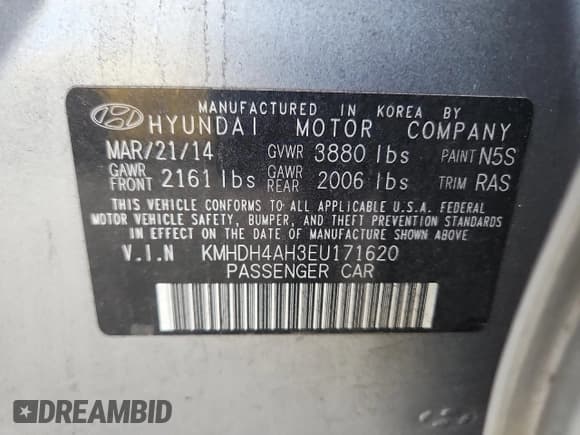 MANUFACTURED IN KOREA BY
HYUNDAI MOTOR COMPANY
MAR/21/14 GVWR 3880 lbs PAINT N5S
GAWR FRONT 2161 lbs GAWR REAR 2006 lbs TRIM RAS
THIS VEHICLE CONFORMS TO ALL APPLICABLE U.S.A. FEDERAL
MOTOR VEHICLE SAFETY, BUMPER, AND THEFT PREVENTION STANDARDS
IN EFFECT ON THE DATE OF MANUFACTURE SHOWN ABOVE
V.I.N KMHDH4AH3EU171620
PASSENGER CAR
DREAMBID